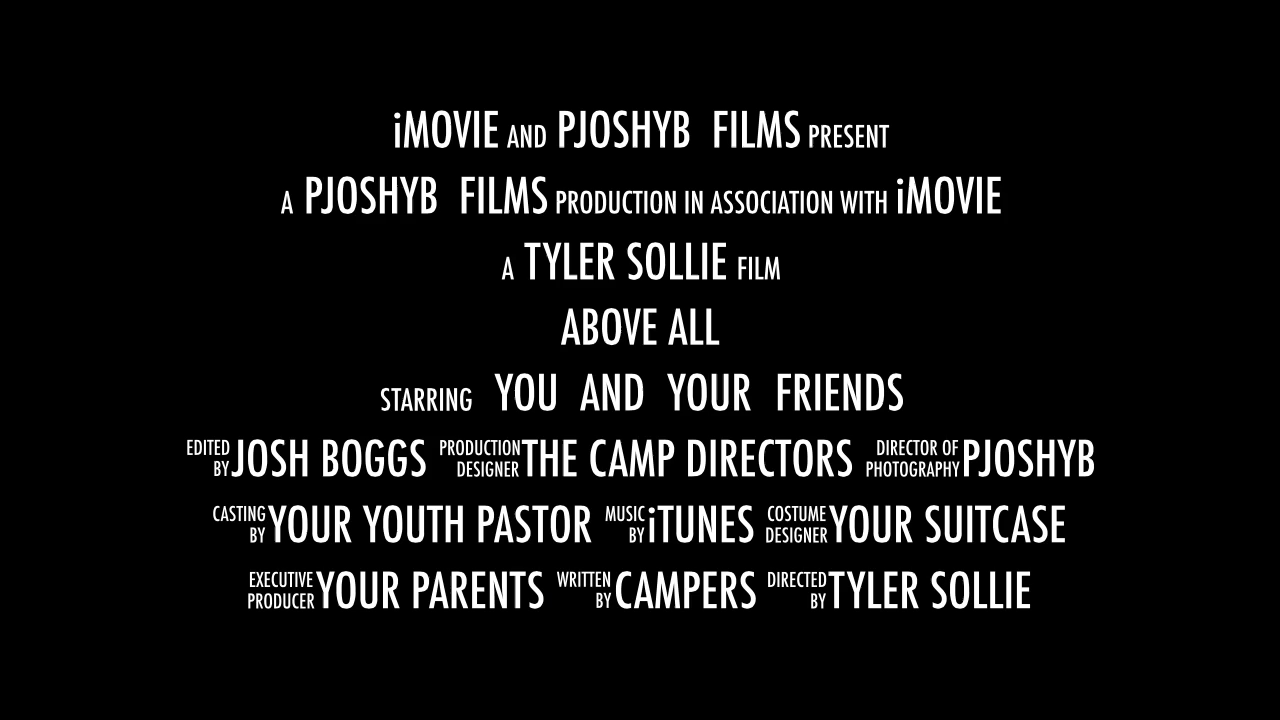 iMOVIE AND PJOSHYB FILMS PRESENT
A PJOSHYB FILMS PRODUCTION IN ASSOCIATION WITH iMOVIE
A TYLER SOLLIE FILM
ABOVE ALL
STARRING YOU AND YOUR FRIENDS
EDITED BY JOSH BOGGS PRODUCTION DESIGNER THE CAMP DIRECTORS DIRECTOR OF PHOTOGRAPHY PJOSHYB
CASTING BY YOUR YOUTH PASTOR MUSIC BY iTUNES COSTUME DESIGNER YOUR SUITCASE
EXECUTIVE PRODUCER YOUR PARENTS WRITTEN BY CAMPERS DIRECTED BY TYLER SOLLIE